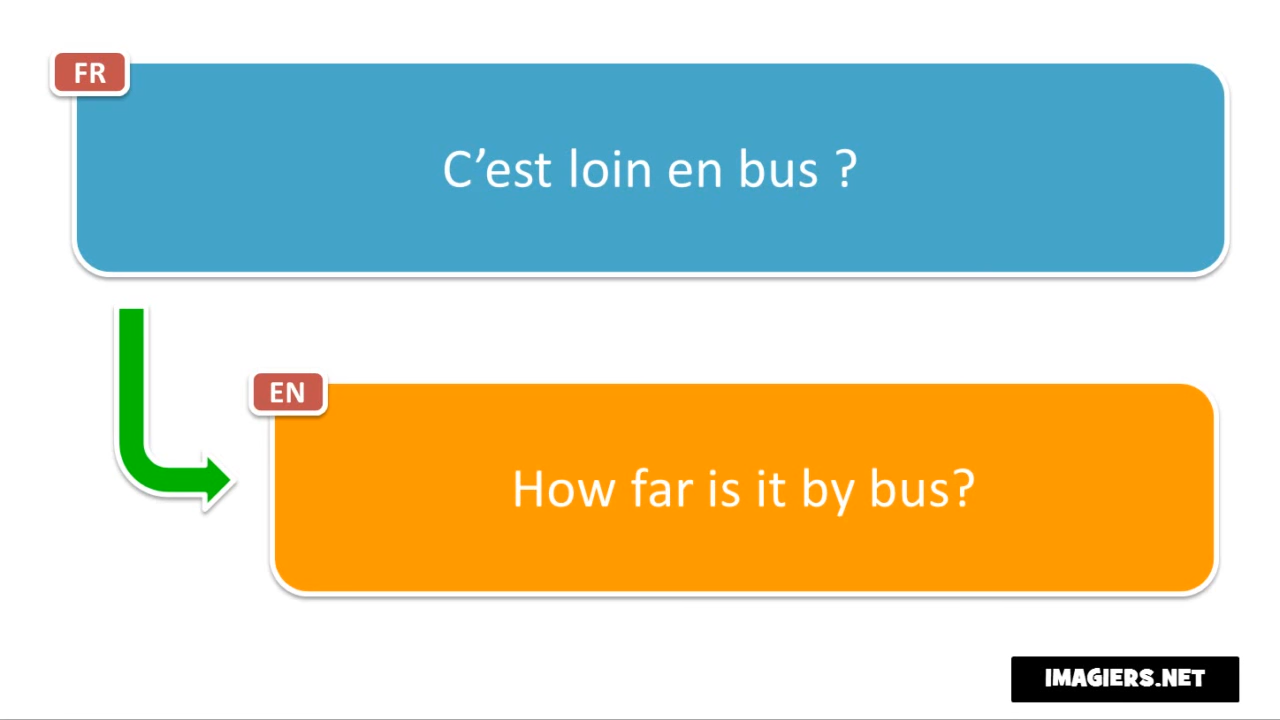 FR
C’est loin en bus ?
EN
How far is it by bus?
IMAGIERS.NET